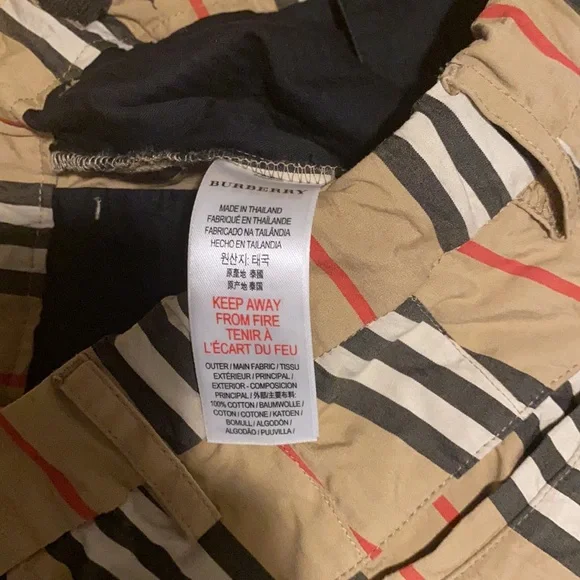 BURBERRY
MADE IN THAILAND
FABRIQUÉ EN THAÏLANDE
FABRICADO NA TAILÂNDIA
HECHO EN TAILANDIA
원산지: 태국
原產地 泰國
原产地 泰国
KEEP AWAY
FROM FIRE
TENIR À
L'ÉCART DU FEU
OUTER / MAIN FABRIC / TISSU
EXTÉRIEUR / PRINCIPAL /
EXTERIOR - COMPOSICIÓN
PRINCIPAL / 外部/主要布料:
100% COTTON / BAUMWOLLE /
COTON / COTONE / KATOEN /
BOMULL / ALGODÓN /
ALGODÃO / PUUVILLA /